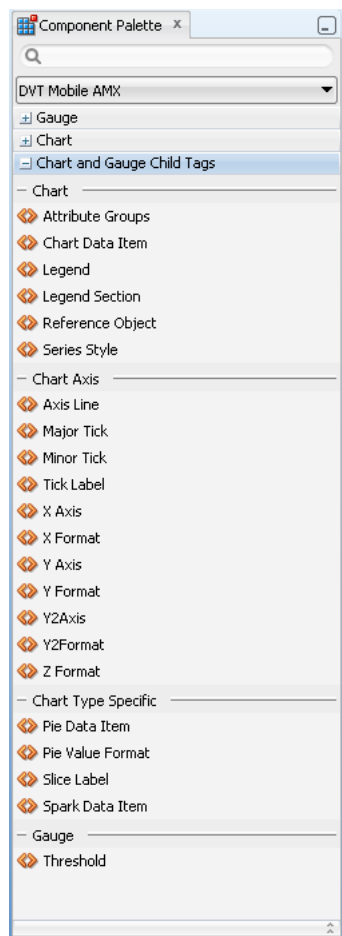 Component Palette
DVT Mobile AMX
Gauge
Chart
Chart and Gauge Child Tags
Chart
Attribute Groups
Chart Data Item
Legend
Legend Section
Reference Object
Series Style
Chart Axis
Axis Line
Major Tick
Minor Tick
Tick Label
X Axis
X Format
Y Axis
Y Format
Y2Axis
Y2Format
Z Format
Chart Type Specific
Pie Data Item
Pie Value Format
Slice Label
Spark Data Item
Gauge
Threshold